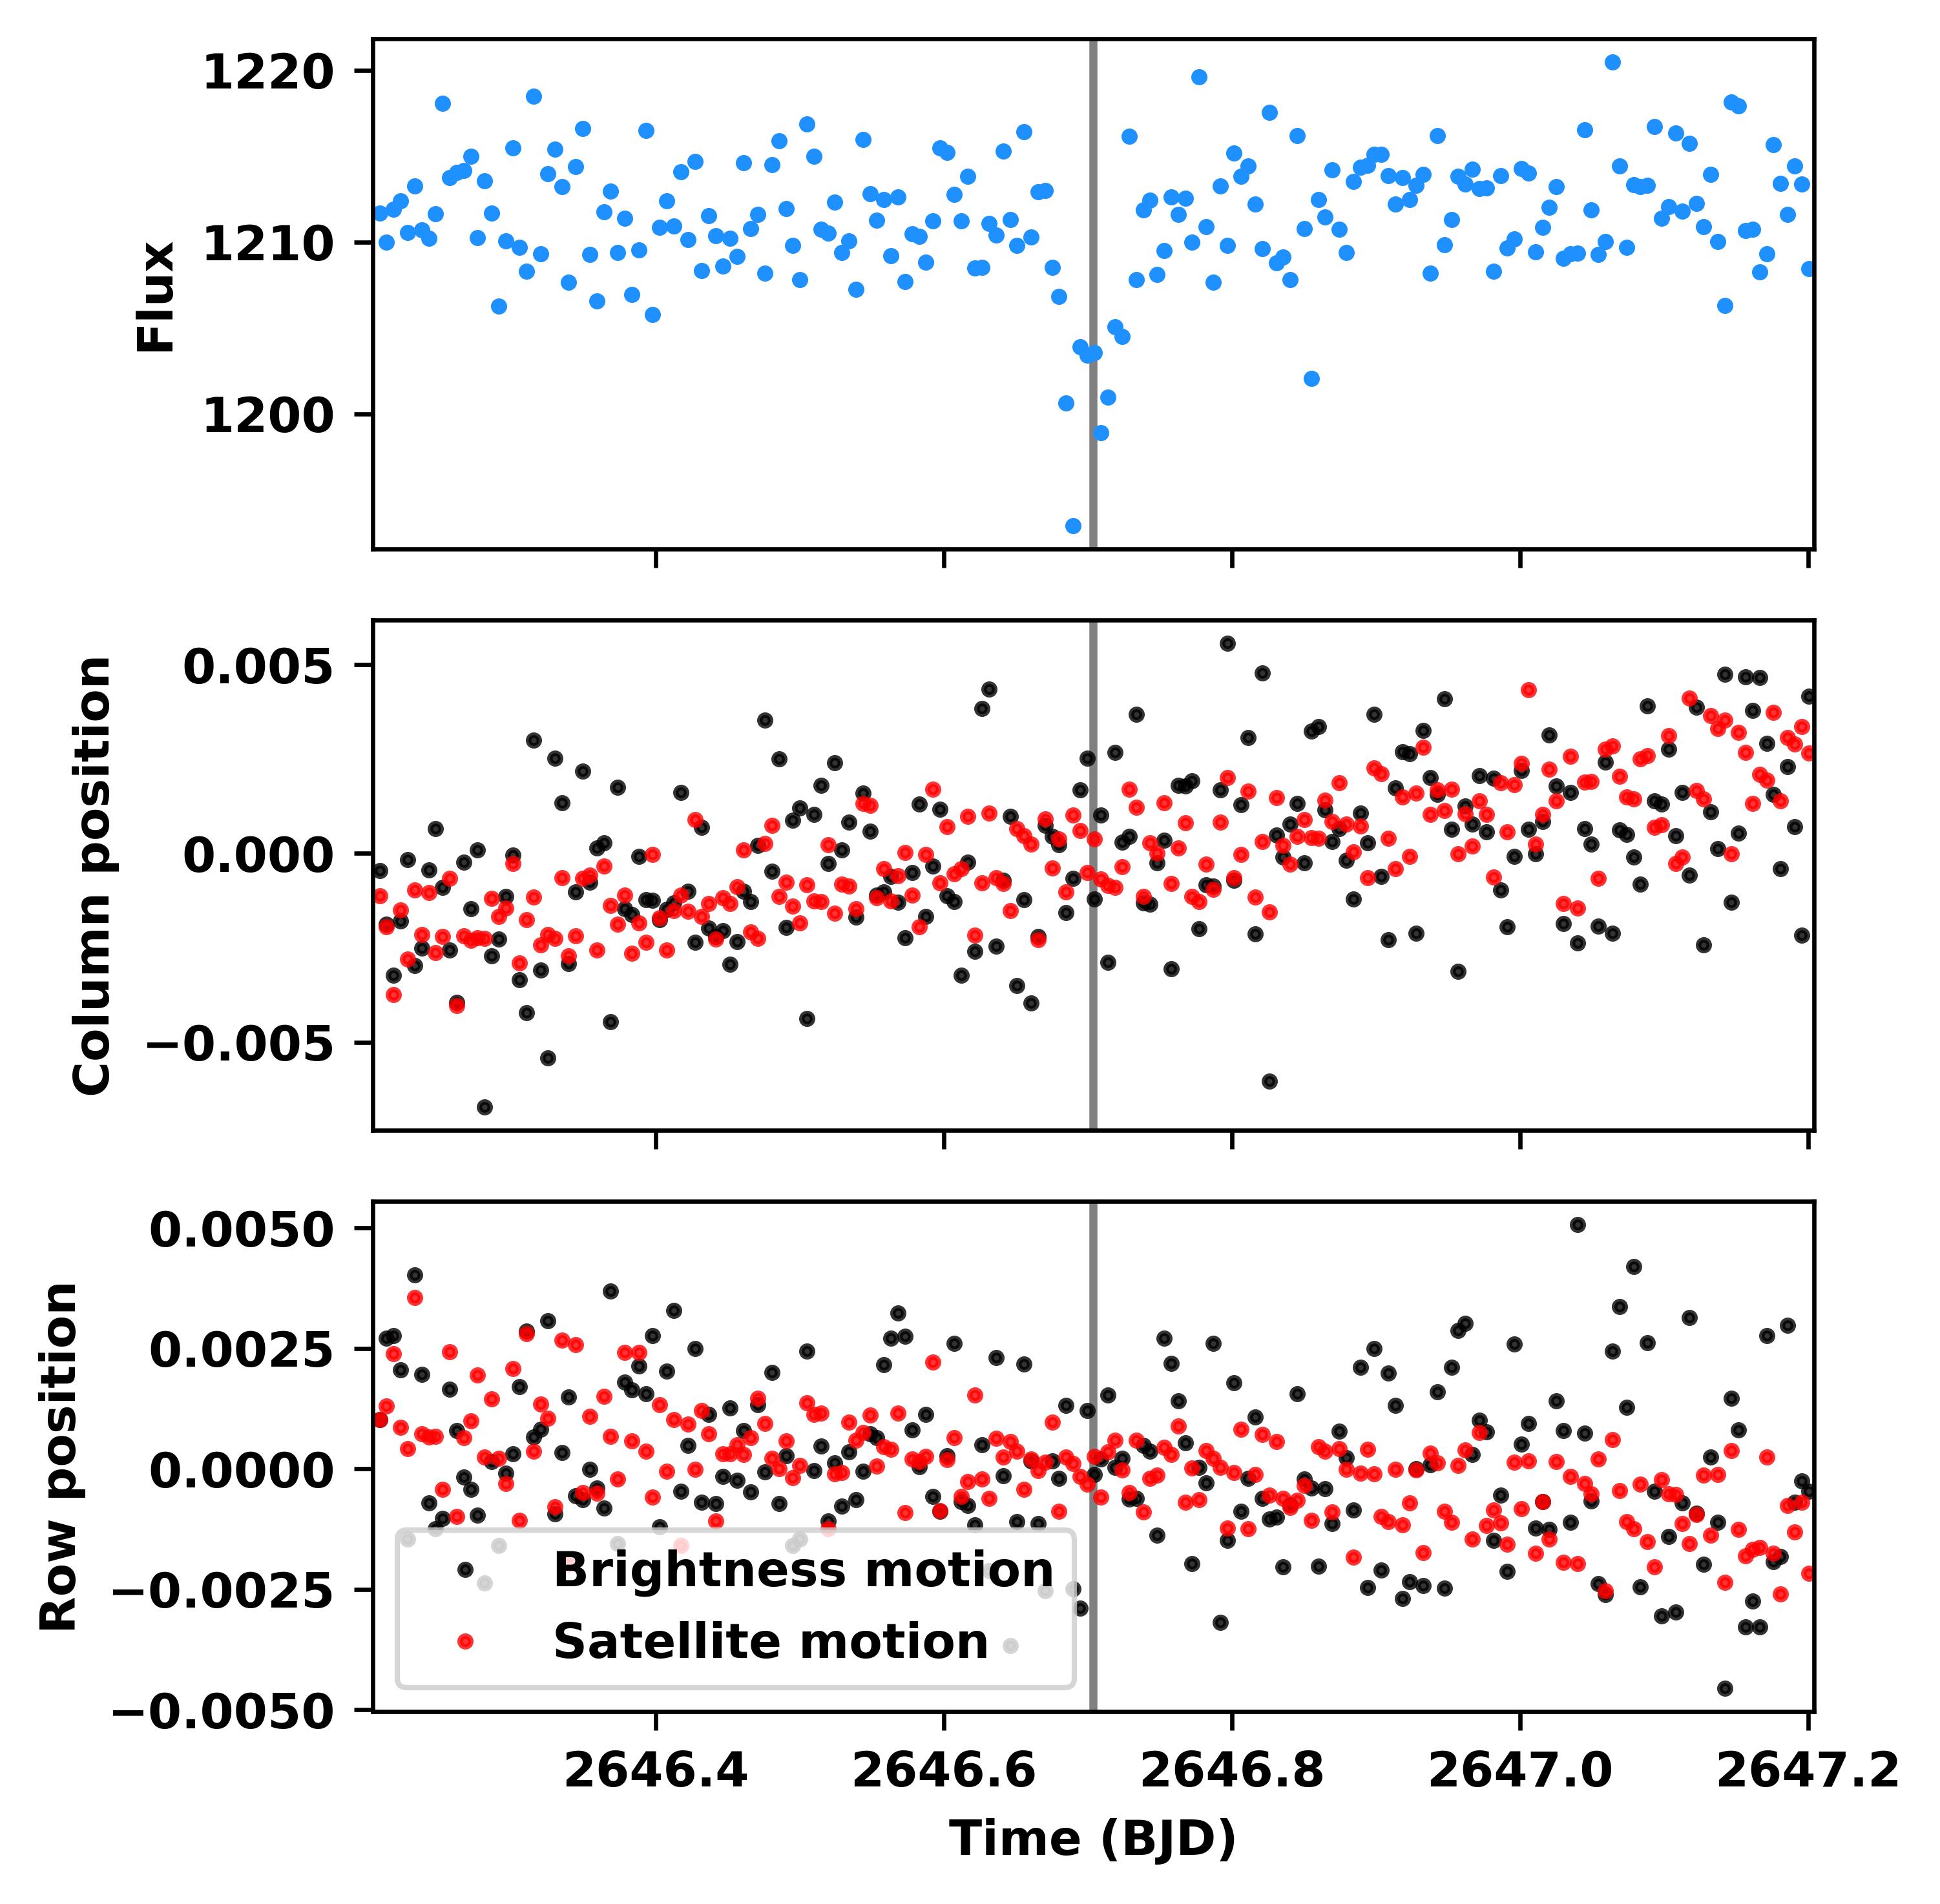 1220
1210
1200
Flux
0.005
0.000
−0.005
Column position
0.0050
0.0025
0.0000
−0.0025
−0.0050
Row position
Brightness motion
Satellite motion
2646.4 2646.6 2646.8 2647.0 2647.2
Time (BJD)